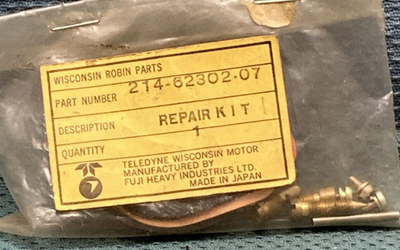 WISCONSIN ROBIN PARTS
PART NUMBER 214-62302-07
DESCRIPTION REPAIR KIT
QUANTITY 1
TELEDYNE WISCONSIN MOTOR
MANUFACTURED BY
FUJI HEAVY INDUSTRIES LTD.
MADE IN JAPAN